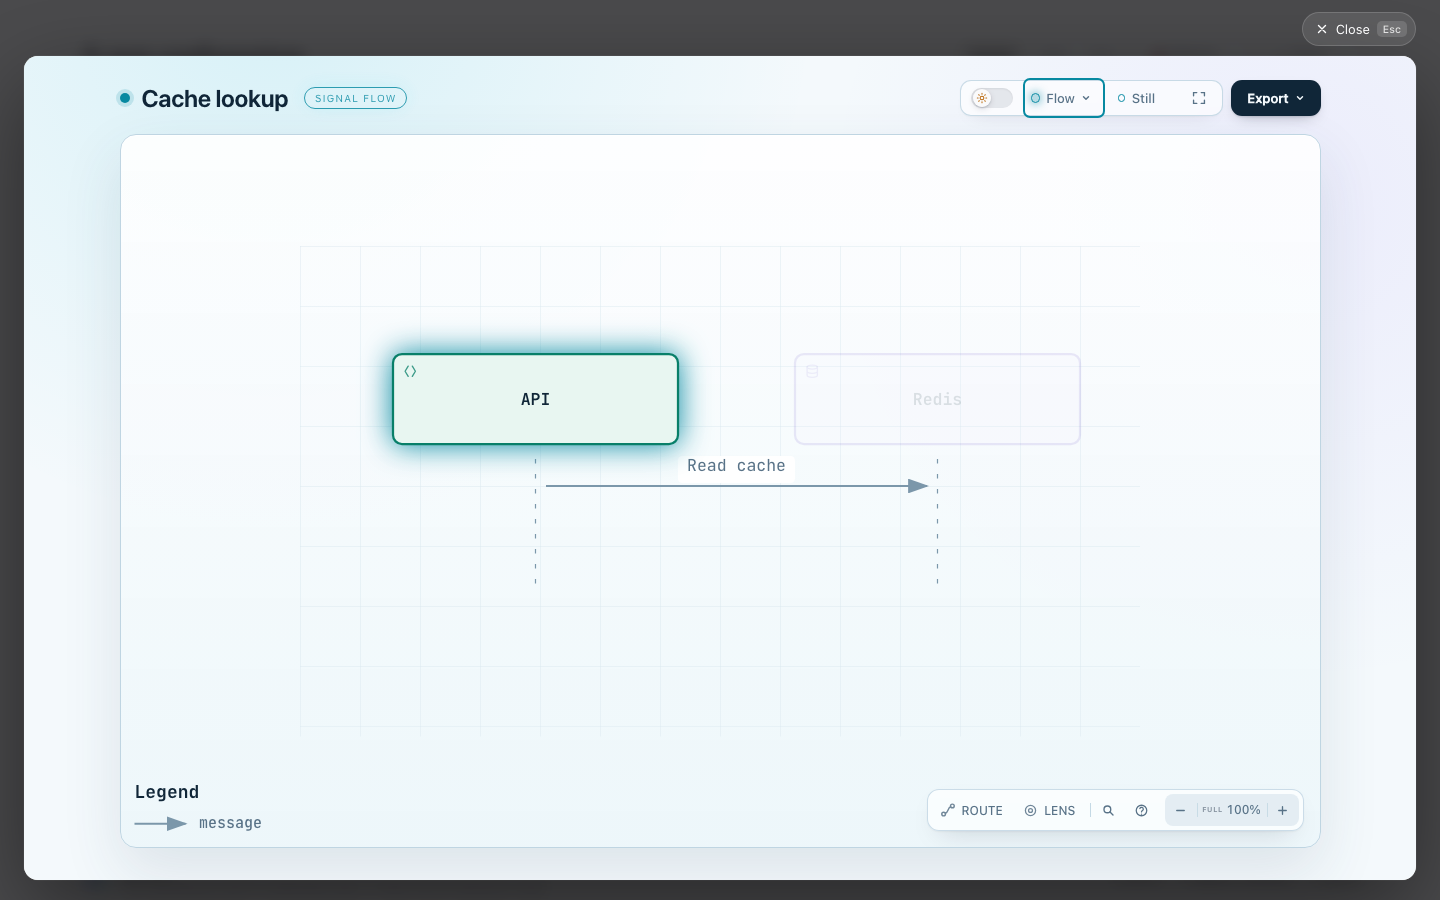 Close Esc
Cache lookup
SIGNAL FLOW
Flow
Still
Export
API
Redis
Read cache
Legend
message
ROUTE
LENS
FULL 100%